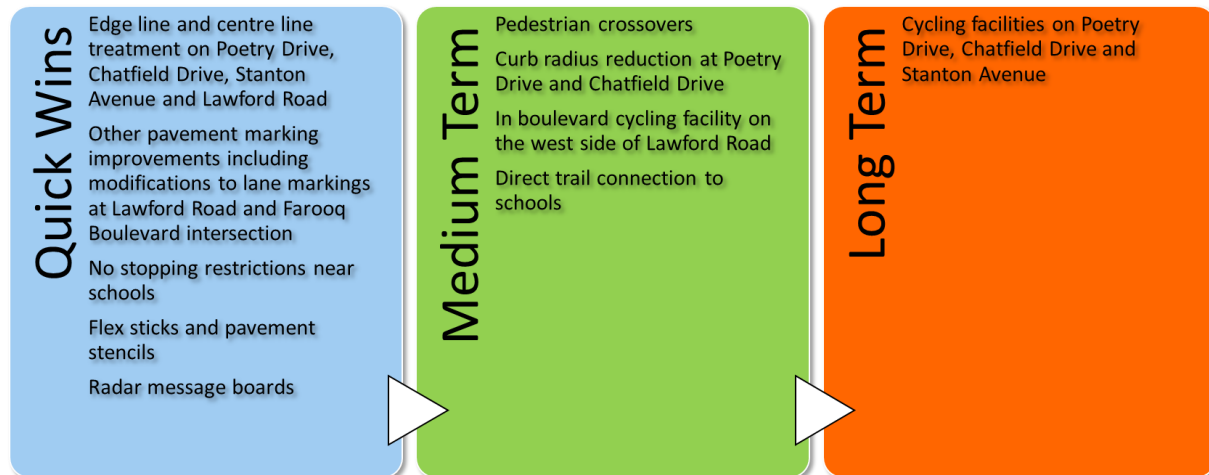 Quick Wins
Edge line and centre line
treatment on Poetry Drive,
Chatfield Drive, Stanton
Avenue and Lawford Road
Other pavement marking
improvements including
modifications to lane markings
at Lawford Road and Farooq
Boulevard intersection
No stopping restrictions near
schools
Flex sticks and pavement
stencils
Radar message boards
Medium Term
Pedestrian crossovers
Curb radius reduction at Poetry
Drive and Chatfield Drive
In boulevard cycling facility on
the west side of Lawford Road
Direct trail connection to
schools
Long Term
Cycling facilities on Poetry
Drive, Chatfield Drive and
Stanton Avenue